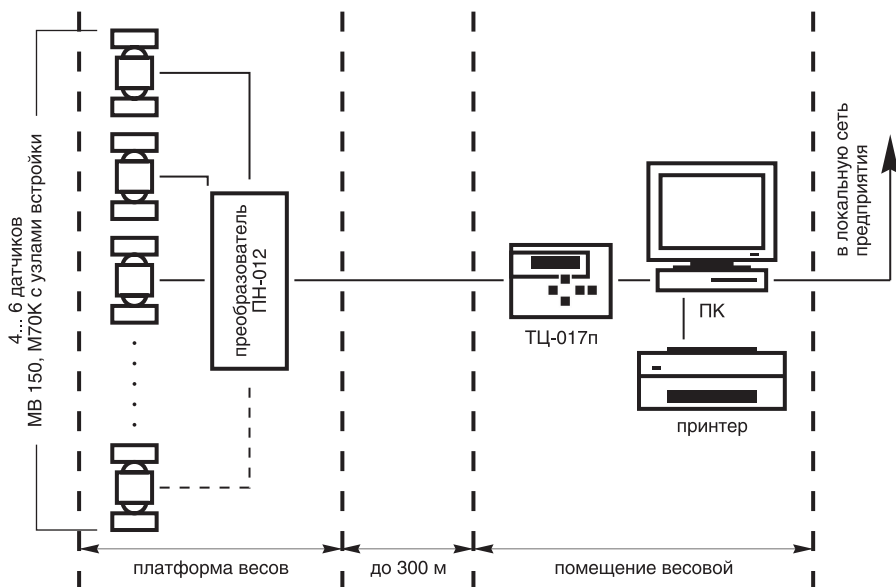 4... 6 датчиков
МВ 150, М70К с узлами встройки
преобразователь
ПН-012
ТЦ-017п
ПК
принтер
в локальную сеть
предприятия
платформа весов
до 300 м
помещение весовой